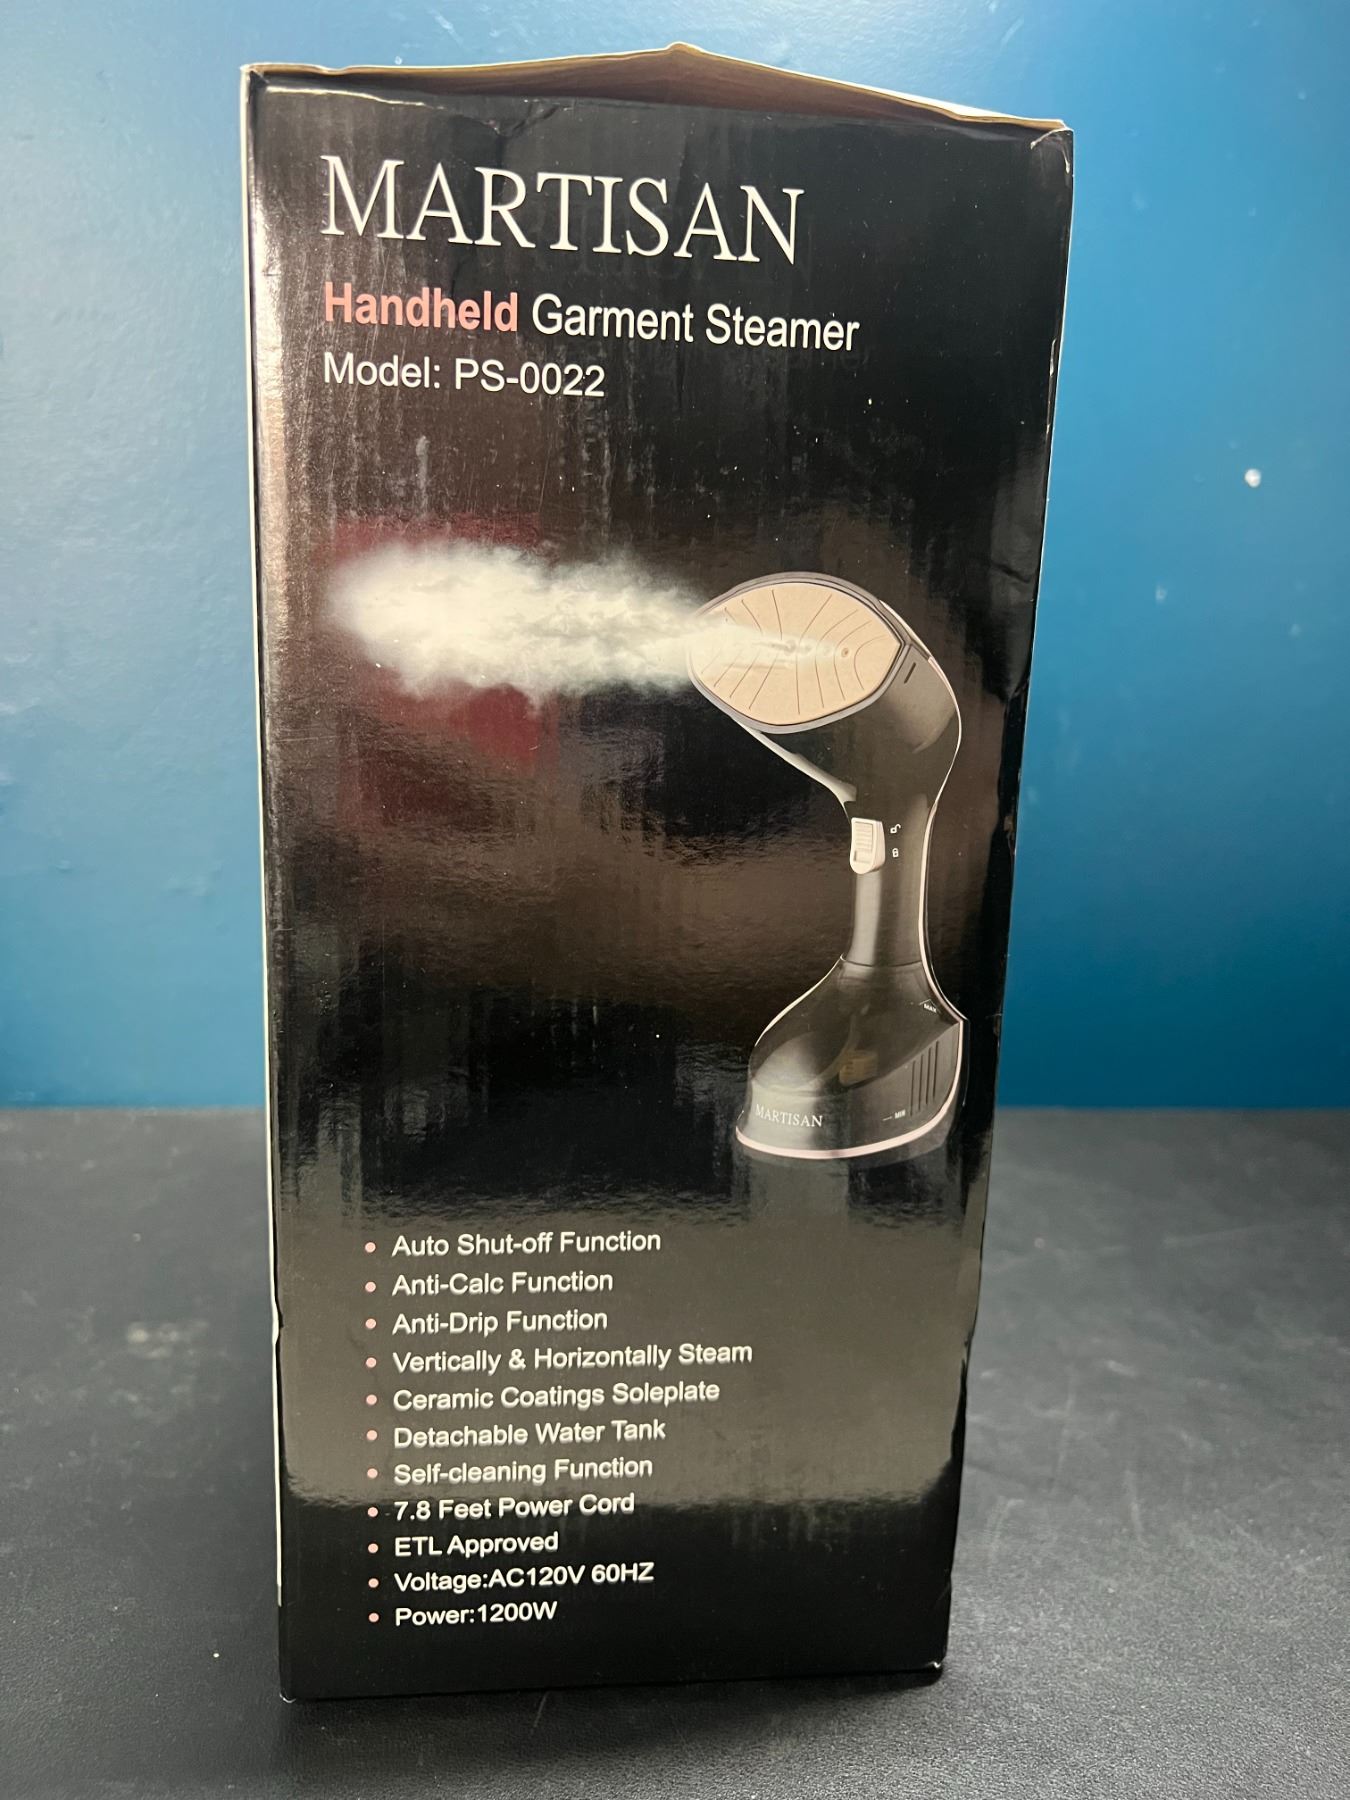 MARTISAN
Handheld Garment Steamer
Model: PS-0022
MAX
MARTISAN
MIN
Auto Shut-off Function
Anti-Calc Function
Anti-Drip Function
Vertically & Horizontally Steam
Ceramic Coatings Soleplate
Detachable Water Tank
Self-cleaning Function
7.8 Feet Power Cord
ETL Approved
Voltage:AC120V 60HZ
Power:1200W